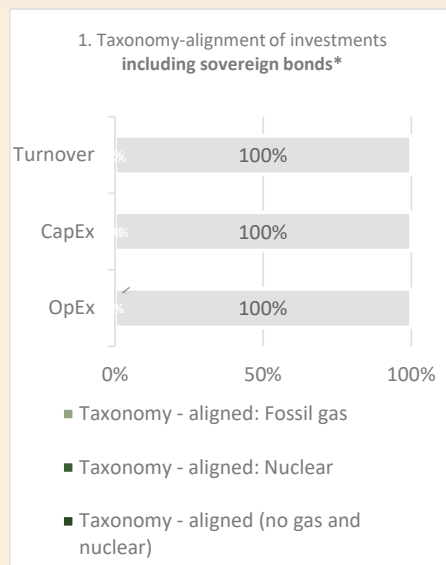 1. Taxonomy-alignment of investments
including sovereign bonds*
Turnover
100%
CapEx
100%
OpEx
100%
0% 50% 100%
Taxonomy - aligned: Fossil gas
Taxonomy - aligned: Nuclear
Taxonomy - aligned (no gas and
nuclear)